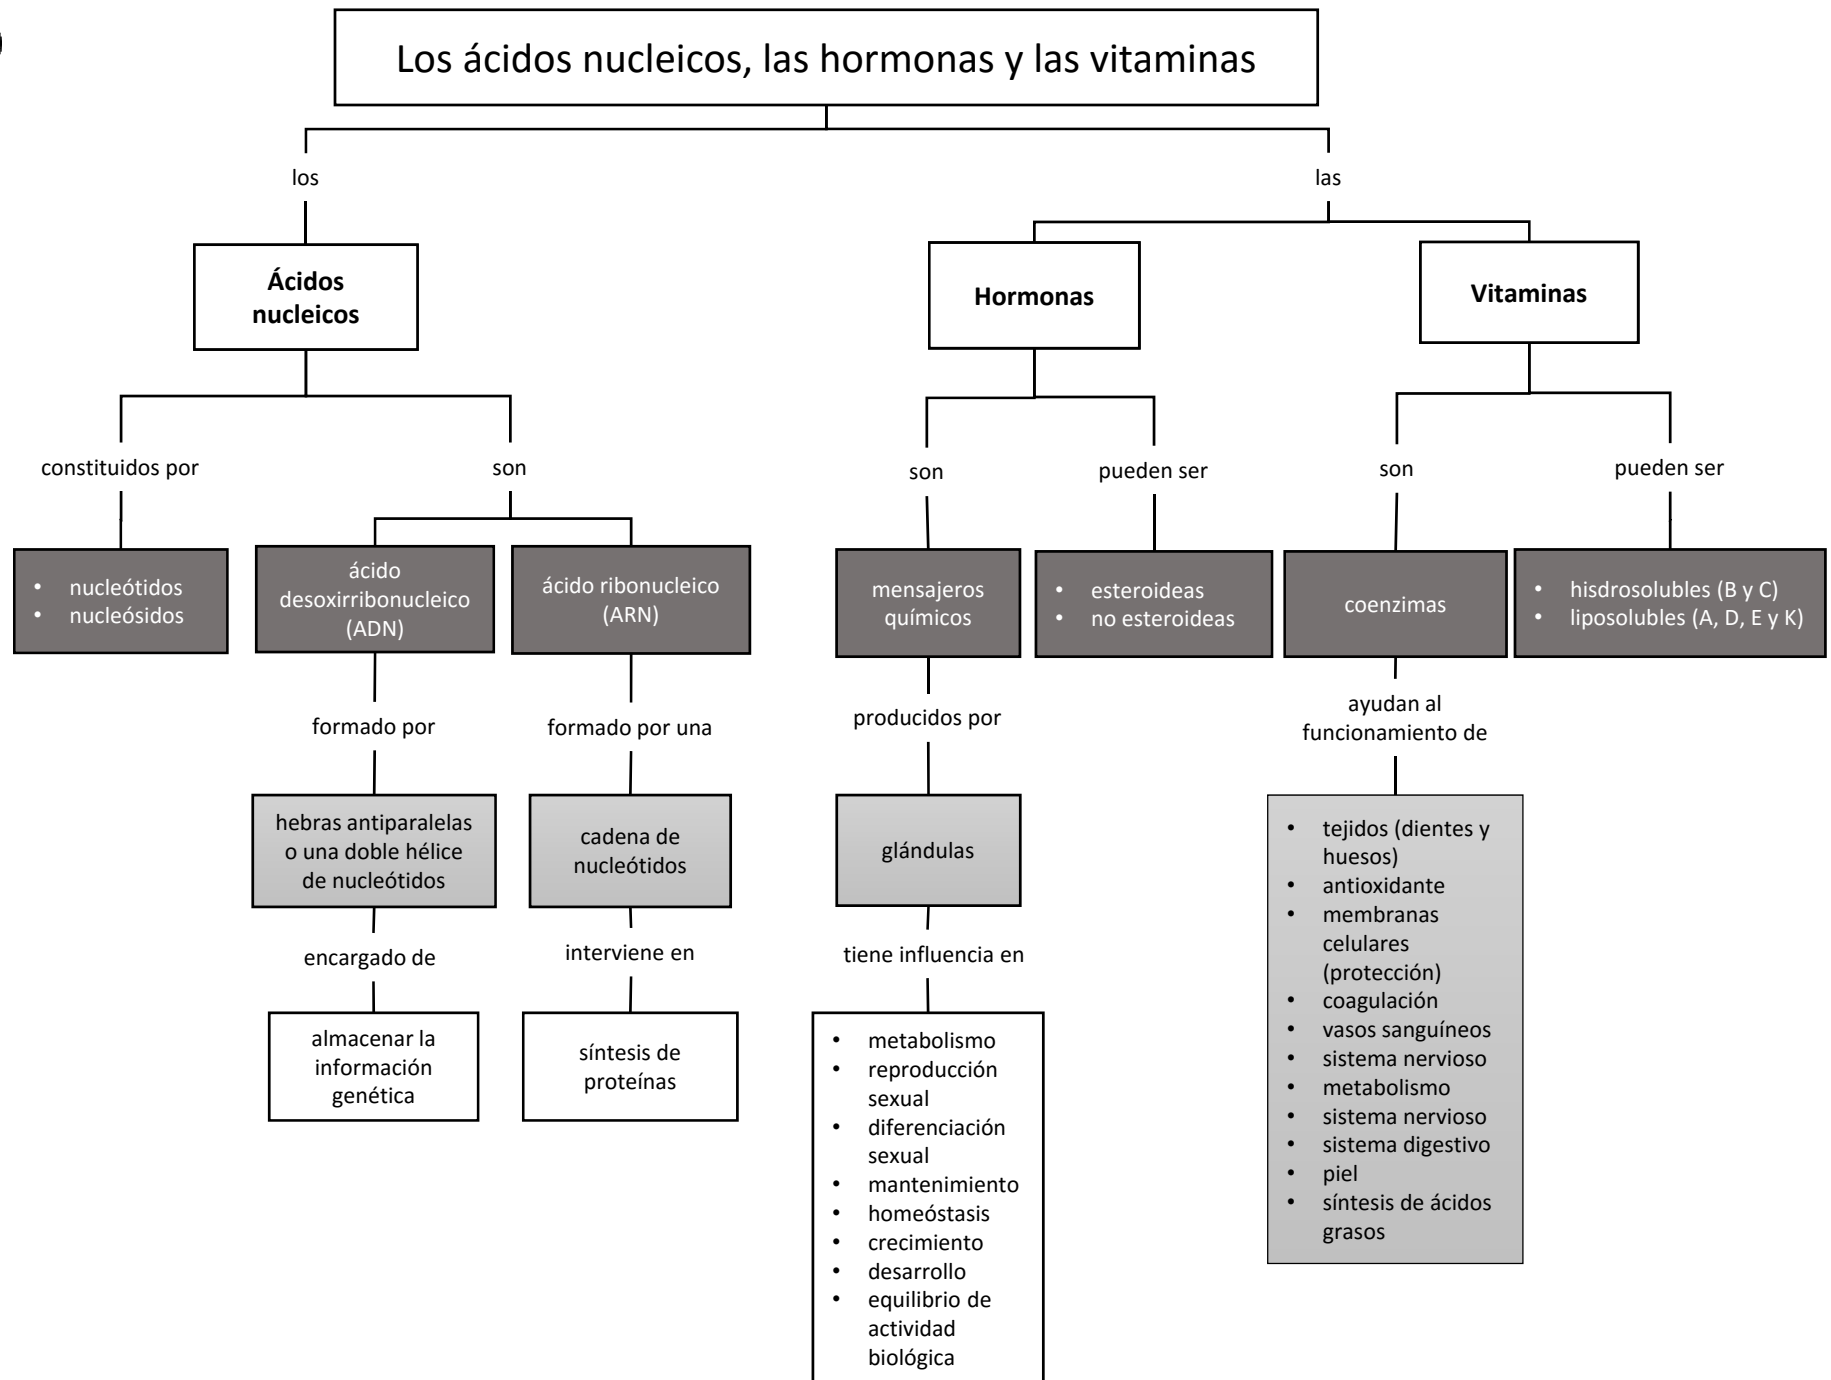 Los ácidos nucleicos, las hormonas y las vitaminas
los
las
Ácidos
nucleicos
Hormonas
Vitaminas
constituidos por
son
son
pueden ser
son
pueden ser
• nucleótidos
• nucleósidos
ácido
desoxirribonucleico
(ADN)
ácido ribonucleico
(ARN)
mensajeros
químicos
• esteroideas
• no esteroideas
coenzimas
• hisdrosolubles (B y C)
• liposolubles (A, D, E y K)
formado por
formado por una
producidos por
ayudan al
funcionamiento de
hebras antiparalelas
o una doble hélice
de nucleótidos
cadena de
nucleótidos
glándulas
• tejidos (dientes y
huesos)
• antioxidante
• membranas
celulares
(protección)
• coagulación
• vasos sanguíneos
• sistema nervioso
• metabolismo
• sistema nervioso
• sistema digestivo
• piel
• síntesis de ácidos
grasos
encargado de
interviene en
tiene influencia en
almacenar la
información
genética
síntesis de
proteínas
• metabolismo
• reproducción
sexual
• diferenciación
sexual
• mantenimiento
• homeóstasis
• crecimiento
• desarrollo
• equilibrio de
actividad
biológica